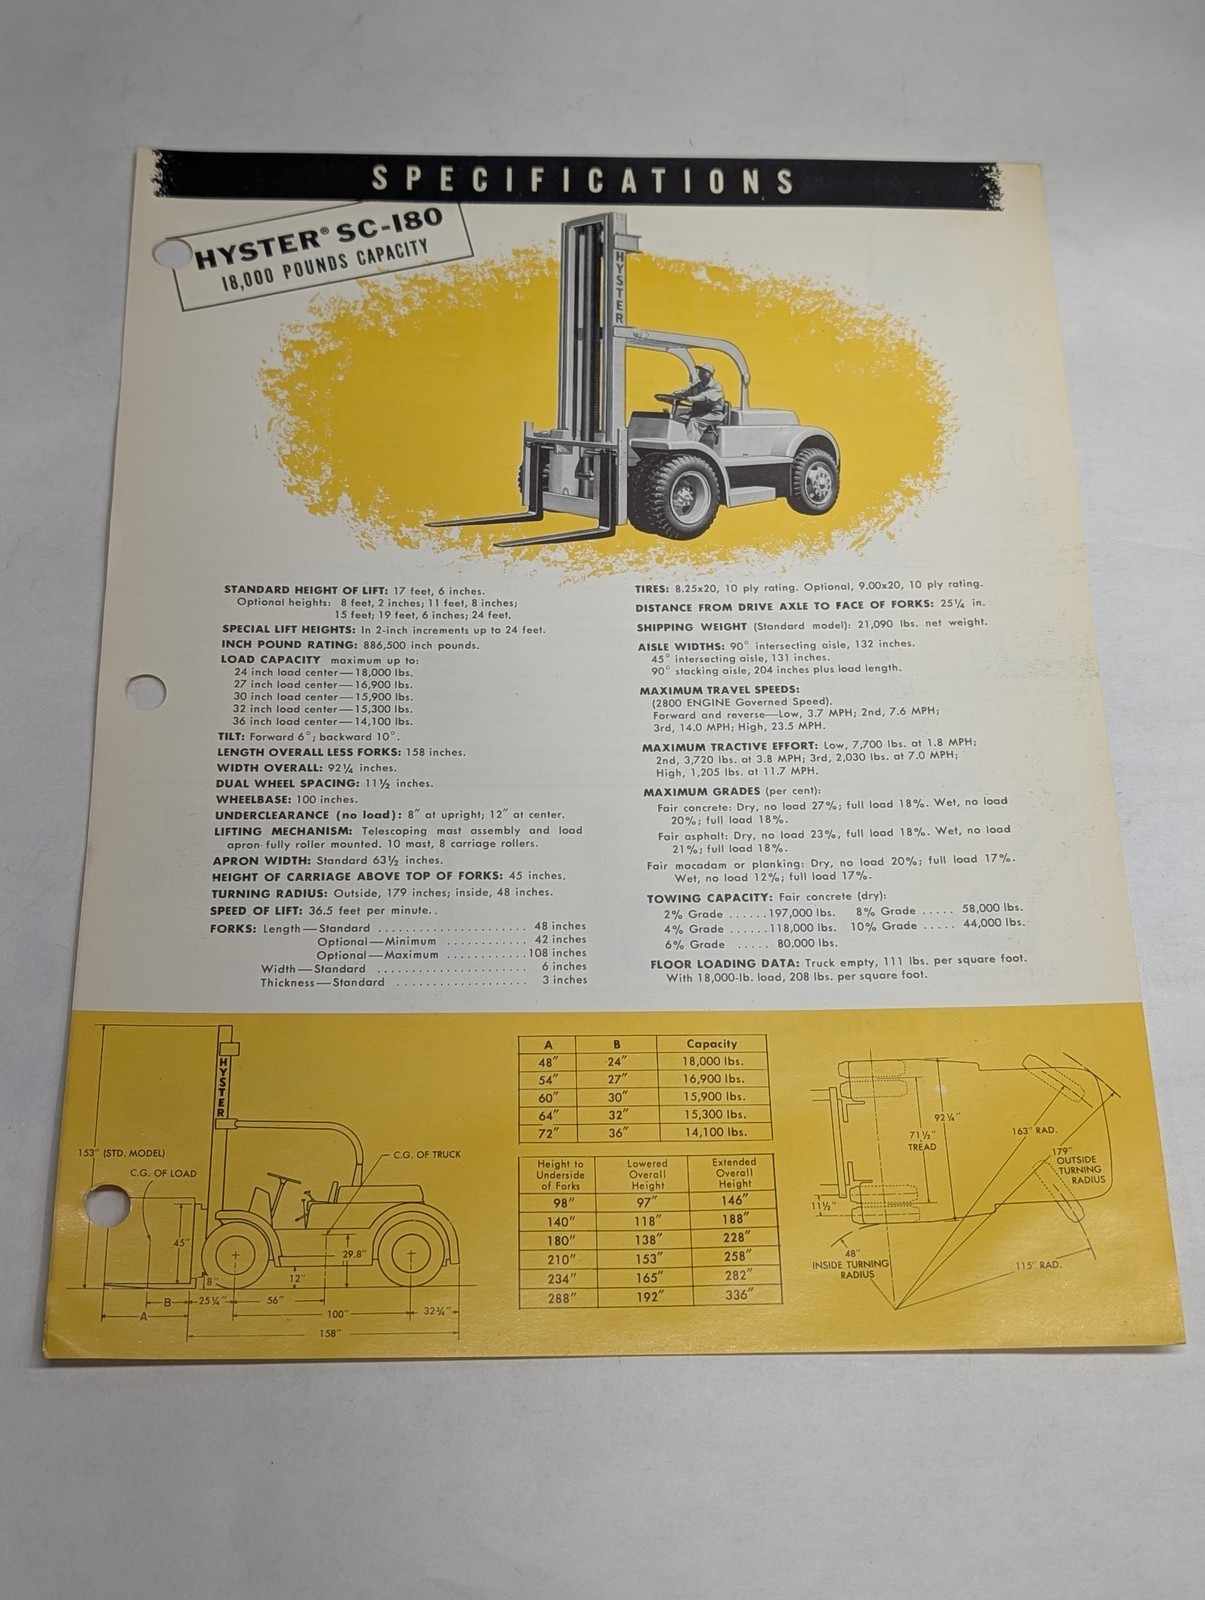 SPECIFICATIONS
HYSTER® SC-180
18,000 POUNDS CAPACITY
HYSTER
STANDARD HEIGHT OF LIFT: 17 feet, 6 inches.
Optional heights: 8 feet, 2 inches; 11 feet, 8 inches;
15 feet; 19 feet, 6 inches; 24 feet.
SPECIAL LIFT HEIGHTS: In 2-inch increments up to 24 feet.
INCH POUND RATING: 886,500 inch pounds.
LOAD CAPACITY maximum up to:
24 inch load center—18,000 lbs.
27 inch load center—16,900 lbs.
30 inch load center—15,900 lbs.
32 inch load center—15,300 lbs.
36 inch load center—14,100 lbs.
TILT: Forward 6°; backward 10°.
LENGTH OVERALL LESS FORKS: 158 inches.
WIDTH OVERALL: 92¼ inches.
DUAL WHEEL SPACING: 11½ inches.
WHEELBASE: 100 inches.
UNDERCLEARANCE (no load): 8" at upright; 12" at center.
LIFTING MECHANISM: Telescoping mast assembly and load
apron fully roller mounted. 10 mast, 8 carriage rollers.
APRON WIDTH: Standard 63½ inches.
HEIGHT OF CARRIAGE ABOVE TOP OF FORKS: 45 inches.
TURNING RADIUS: Outside, 179 inches; inside, 48 inches.
SPEED OF LIFT: 36.5 feet per minute..
FORKS: Length—Standard ...................... 48 inches
Optional—Minimum ............ 42 inches
Optional—Maximum ............ 108 inches
Width—Standard ...................... 6 inches
Thickness—Standard .................... 3 inches
TIRES: 8.25x20, 10 ply rating. Optional, 9.00x20, 10 ply rating.
DISTANCE FROM DRIVE AXLE TO FACE OF FORKS: 25¼ in.
SHIPPING WEIGHT (Standard model): 21,090 lbs. net weight.
AISLE WIDTHS: 90° intersecting aisle, 132 inches.
45° intersecting aisle, 131 inches.
90° stacking aisle, 204 inches plus load length.
MAXIMUM TRAVEL SPEEDS:
(2800 ENGINE Governed Speed).
Forward and reverse—Low, 3.7 MPH; 2nd, 7.6 MPH;
3rd, 14.0 MPH; High, 23.5 MPH.
MAXIMUM TRACTIVE EFFORT: Low, 7,700 lbs. at 1.8 MPH;
2nd, 3,720 lbs. at 3.8 MPH; 3rd, 2,030 lbs. at 7.0 MPH;
High, 1,205 lbs. at 11.7 MPH.
MAXIMUM GRADES (per cent):
Fair concrete: Dry, no load 27%; full load 18%. Wet, no load
20%; full load 18%.
Fair asphalt: Dry, no load 23%, full load 18%. Wet, no load
21%; full load 18%.
Fair macadam or planking: Dry, no load 20%; full load 17%.
Wet, no load 12%; full load 17%.
TOWING CAPACITY: Fair concrete (dry):
2% Grade ......197,000 lbs. 8% Grade ..... 58,000 lbs.
4% Grade ......118,000 lbs. 10% Grade ..... 44,000 lbs.
6% Grade ..... 80,000 lbs.
FLOOR LOADING DATA: Truck empty, 111 lbs. per square foot.
With 18,000-lb. load, 208 lbs. per square foot.
HYSTER
153" (STD. MODEL)
C.G. OF LOAD
C.G. OF TRUCK
45"
29.8"
8"
12"
B 25¼" 56"
A 100" 32¾"
158"
A B Capacity
48" 24" 18,000 lbs.
54" 27" 16,900 lbs.
60" 30" 15,900 lbs.
64" 32" 15,300 lbs.
72" 36" 14,100 lbs.
Height to Underside of Forks Lowered Overall Height Extended Overall Height
98" 97" 146"
140" 118" 188"
180" 138" 228"
210" 153" 258"
234" 165" 282"
288" 192" 336"
92¼"
71½"
TREAD
163" RAD.
179"
OUTSIDE
TURNING
RADIUS
11½"
48"
INSIDE TURNING
RADIUS
115" RAD.